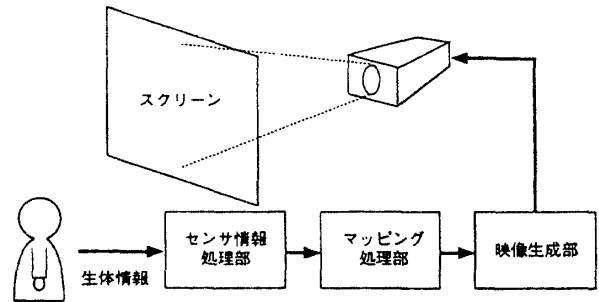 スクリーン
生体情報
センサ情報
処理部
マッピング
処理部
映像生成部